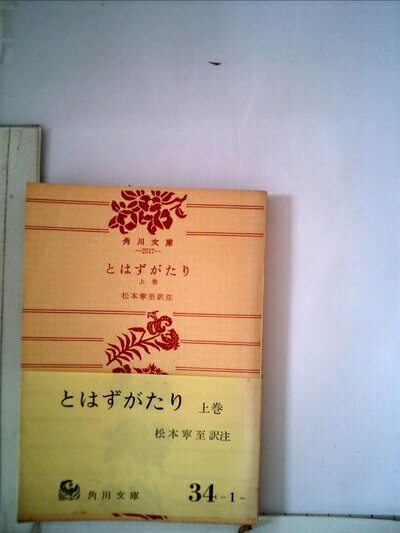 角川文庫
—2517—
とはずがたり
上巻
松本寧至訳注
とはずがたり 上巻
松本寧至訳注
角川文庫 34-1-